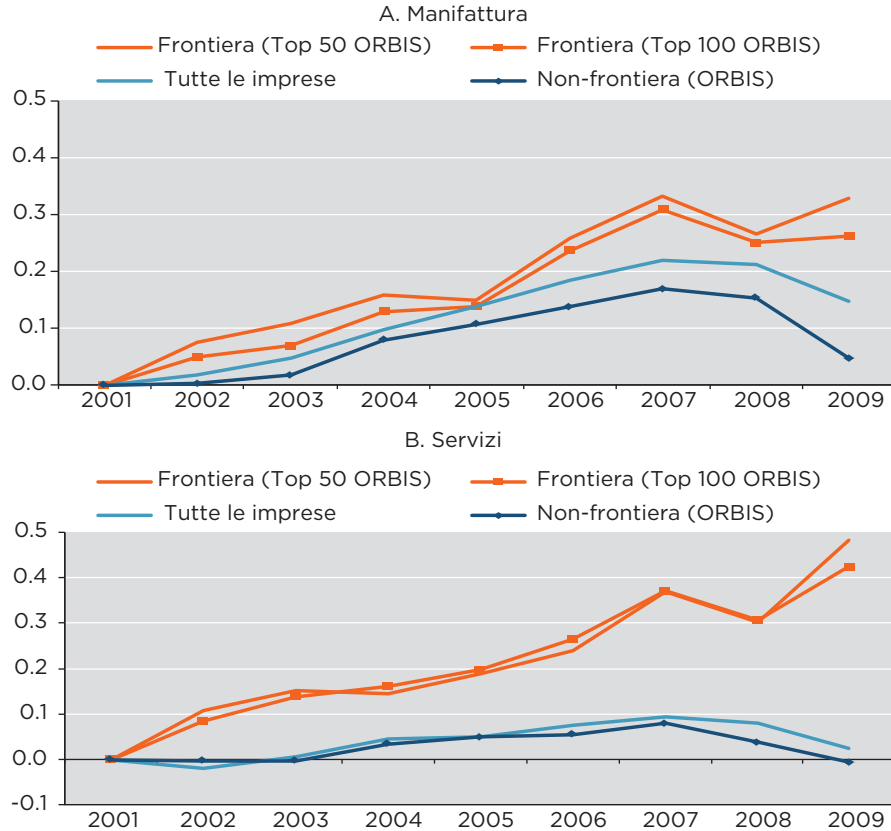 A. Manifattura
Frontiera (Top 50 ORBIS) Frontiera (Top 100 ORBIS)
Tutte le imprese Non-frontiera (ORBIS)
0.5
0.4
0.3
0.2
0.1
0.0
2001 2002 2003 2004 2005 2006 2007 2008 2009
B. Servizi
Frontiera (Top 50 ORBIS) Frontiera (Top 100 ORBIS)
Tutte le imprese Non-frontiera (ORBIS)
0.5
0.4
0.3
0.2
0.1
0.0
-0.1
2001 2002 2003 2004 2005 2006 2007 2008 2009